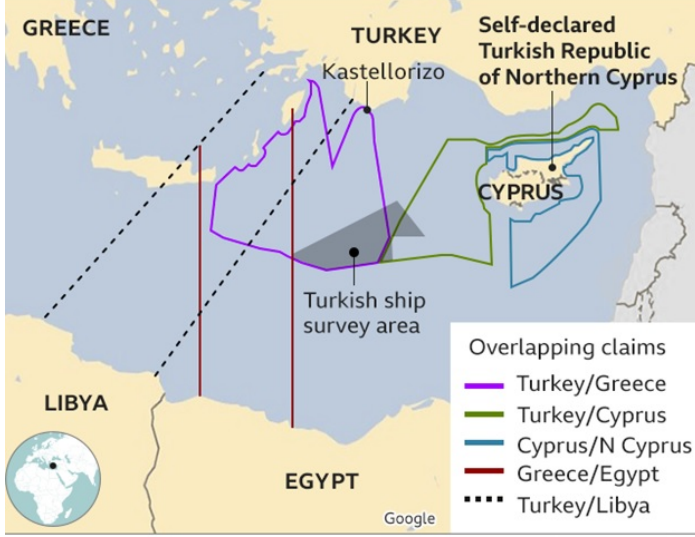 GREECE
TURKEY
Self-declared
Turkish Republic
of Northern Cyprus
Kastellorizo
CYPRUS
Turkish ship
survey area
LIBYA
EGYPT
Google
Overlapping claims
Turkey/Greece
Turkey/Cyprus
Cyprus/N Cyprus
Greece/Egypt
Turkey/Libya